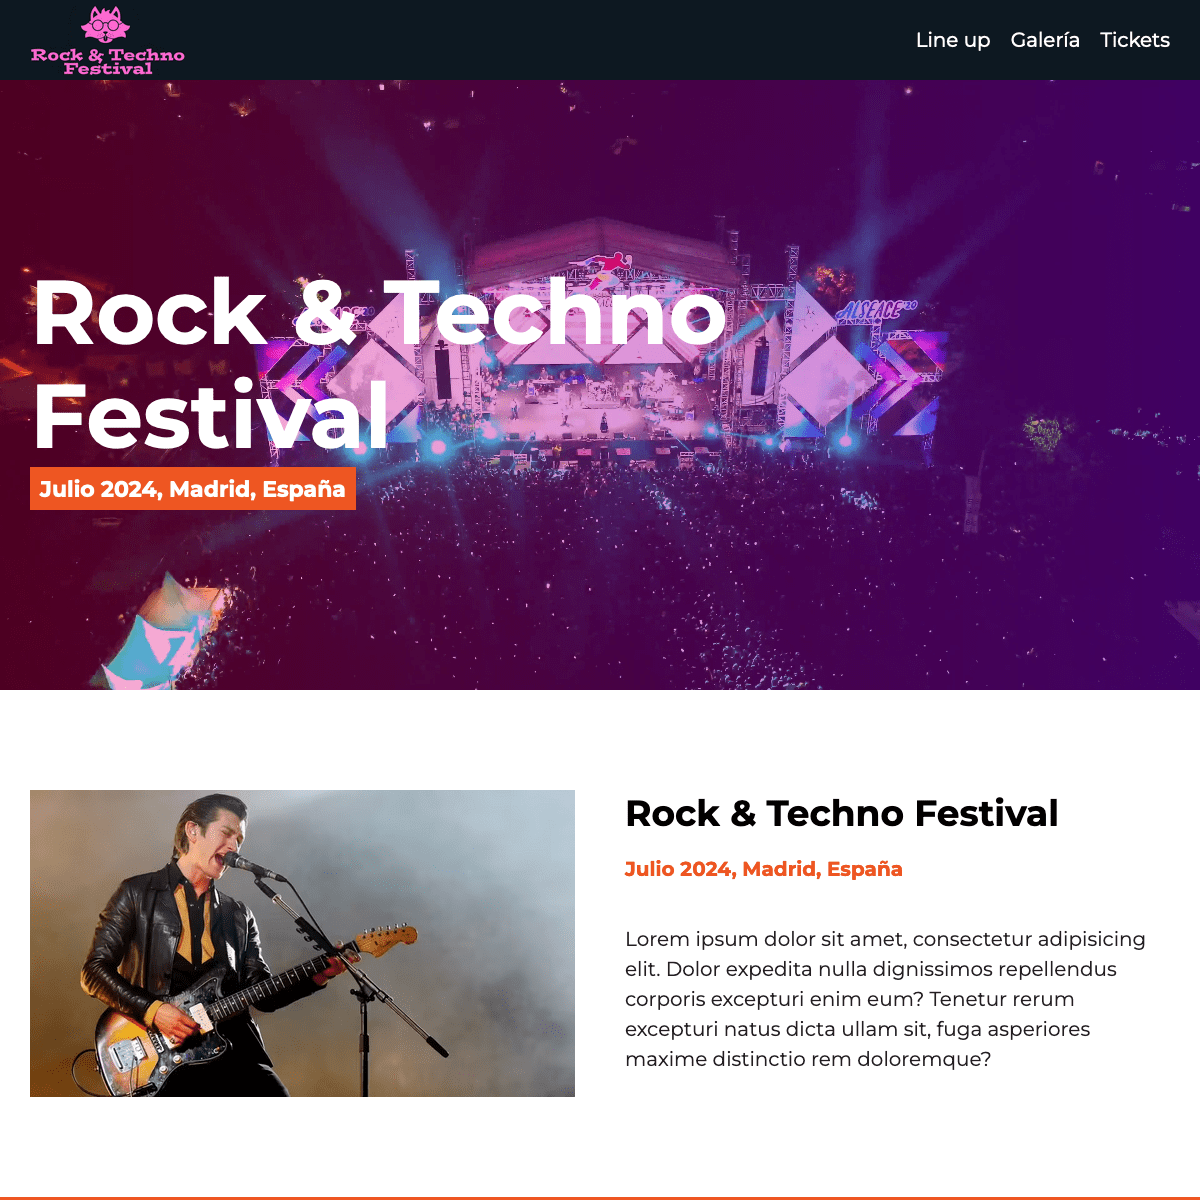 Rock & Techno
Festival
Line up Galería Tickets
ALSEACE'20
Rock & Techno
Festival
Julio 2024, Madrid, España
Rock & Techno Festival
Julio 2024, Madrid, España
Lorem ipsum dolor sit amet, consectetur adipisicing
elit. Dolor expedita nulla dignissimos repellendus
corporis excepturi enim eum? Tenetur rerum
excepturi natus dicta ullam sit, fuga asperiores
maxime distinctio rem doloremque?